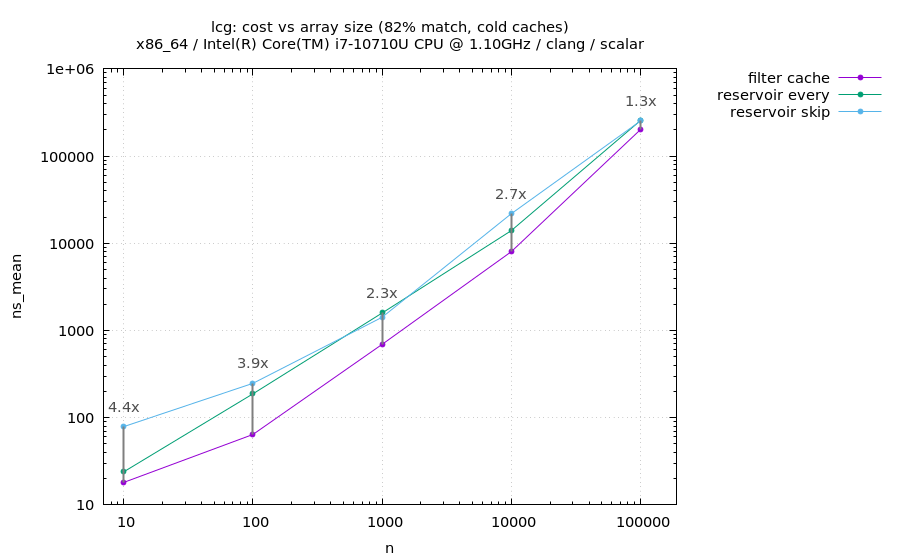 lcg: cost vs array size (82% match, cold caches)
x86_64 / Intel(R) Core(TM) i7-10710U CPU @ 1.10GHz / clang / scalar
filter cache
reservoir every
reservoir skip
1e+06
100000
10000
1000
100
10
ns_mean
4.4x
3.9x
2.3x
2.7x
1.3x
10
100
1000
10000
100000
n